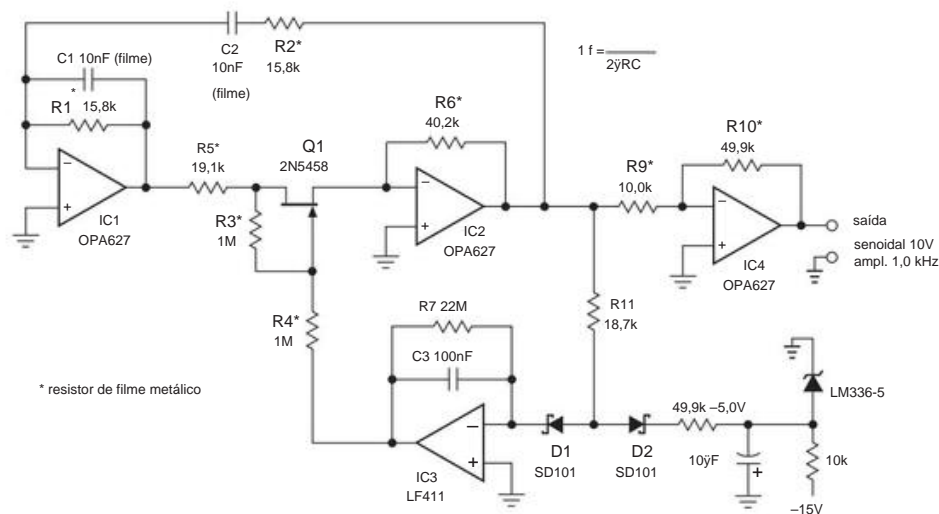 C1 10nF (filme)
*
R1 15,8k
C2
10nF
(filme)
R2*
15,8k
1 f =
2ÿRC
R6*
40,2k
R10*
49,9k
Q1
2N5458
R5*
19,1k
R9*
10,0k
–
+
IC1
OPA627
–
+
IC2
OPA627
–
+
IC4
OPA627
saída
senoidal 10V
ampl. 1,0 kHz
R3*
1M
R4*
1M
R7 22M
C3 100nF
R11
18,7k
* resistor de filme metálico
LM336-5
49,9k –5,0V
–
+
IC3
LF411
D1
SD101
D2
SD101
10ÿF
+
10k
–15V